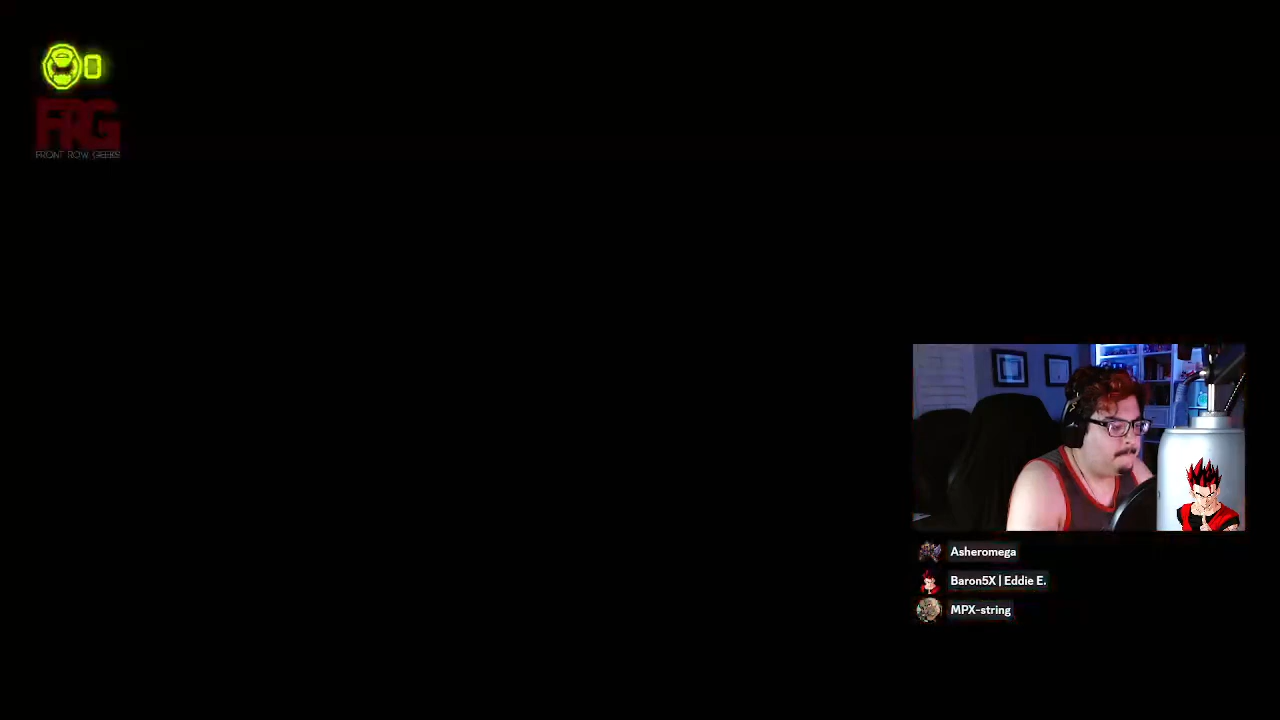 FRG
FRONT ROW GEEKS
Asheromega
Baron5X | Eddie E.
MPX-string